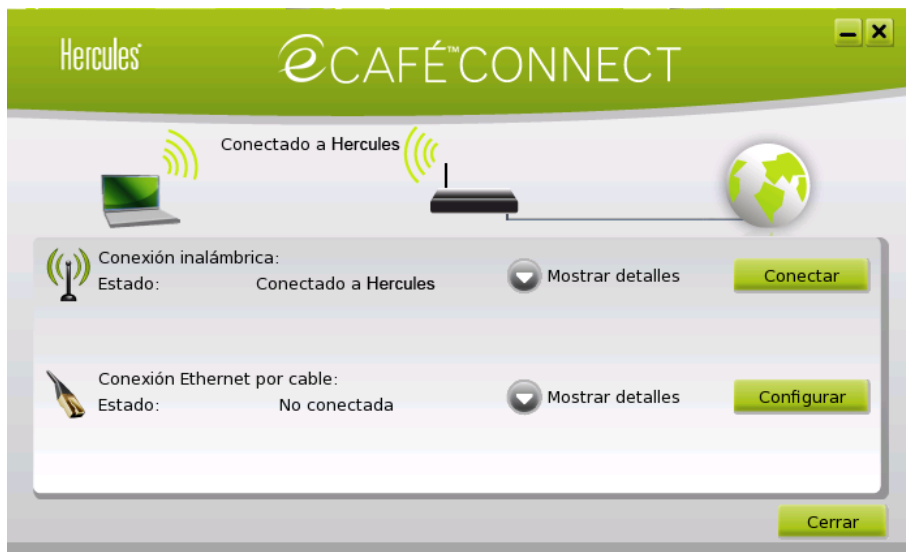 Hercules
eCAFÉ™CONNECT
Conectado a Hercules
Conexión inalámbrica:
Estado: Conectado a Hercules
Mostrar detalles
Conectar
Conexión Ethernet por cable:
Estado: No conectada
Mostrar detalles
Configurar
Cerrar